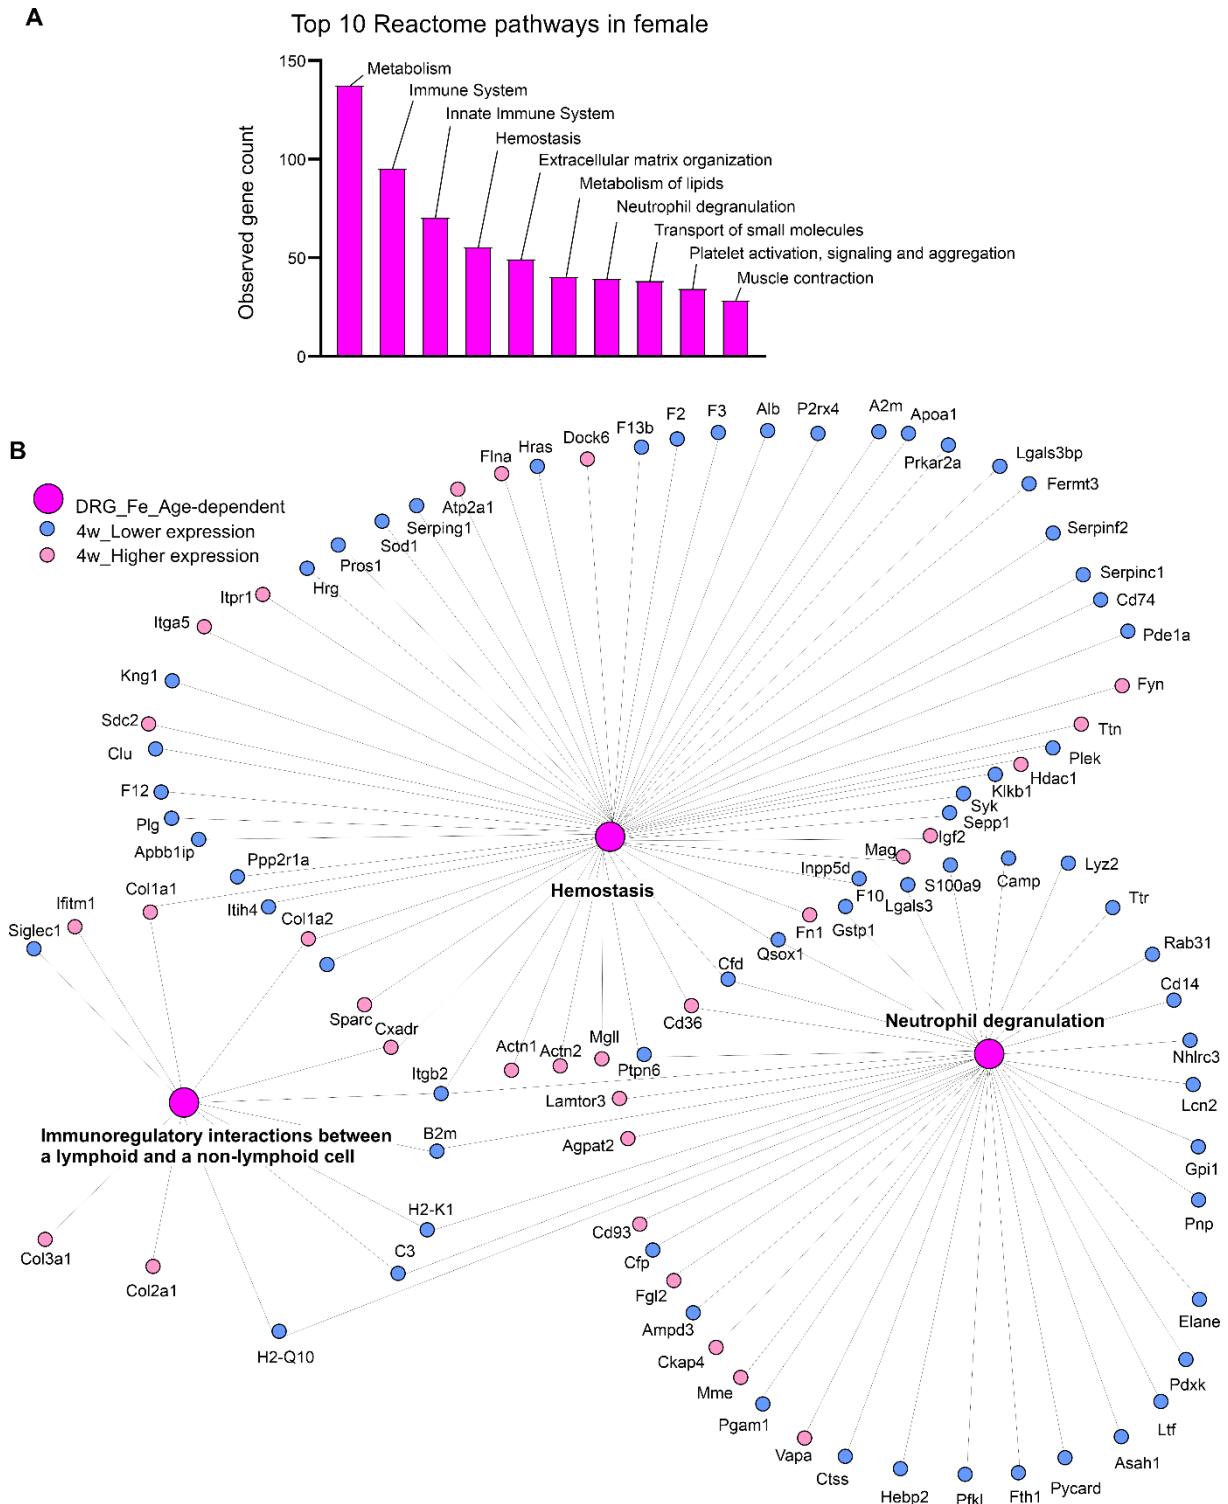 A
Top 10 Reactome pathways in female
Observed gene count
150
100
50
0
Metabolism
Immune System
Innate Immune System
Hemostasis
Extracellular matrix organization
Metabolism of lipids
Neutrophil degranulation
Transport of small molecules
Platelet activation, signaling and aggregation
Muscle contraction
B
DRG_Fe_Age-dependent
4w_Lower expression
4w_Higher expression
Hrg
Pros1
Sod1
Serping1
Atp2a1
Flna
Hras
Dock6
F13b
F2
F3
Alb
P2rx4
A2m
Apoa1
Prkar2a
Lgals3bp
Fermt3
Serpinf2
Serpinc1
Cd74
Pde1a
Fyn
Ttn
Plek
Hdac1
Klkb1
Syk
Sepp1
Igf2
Mag
Itpr1
Itga5
Kng1
Sdc2
Clu
F12
Plg
Apbb1ip
Ppp2r1a
Col1a1
Itih4
Col1a2
Ifitm1
Siglec1
Hemostasis
Inpp5d
F10
Lgals3
S100a9
Camp
Lyz2
Ttr
Gstp1
Fn1
Qsox1
Cfd
Rab31
Cd14
Neutrophil degranulation
Nhlrc3
Lcn2
Gpi1
Pnp
Sparc
Cxadr
Actn1
Actn2
Mgll
Ptpn6
Cd36
Itgb2
Lamtor3
Agpat2
B2m
Immunoregulatory interactions between
a lymphoid and a non-lymphoid cell
H2-K1
C3
Col3a1
Col2a1
H2-Q10
Cd93
Cfp
Fgl2
Ampd3
Ckap4
Mme
Pgam1
Vapa
Ctss
Hebp2
Pfkl
Fth1
Pycard
Asah1
Ltf
Pdxk
Elane